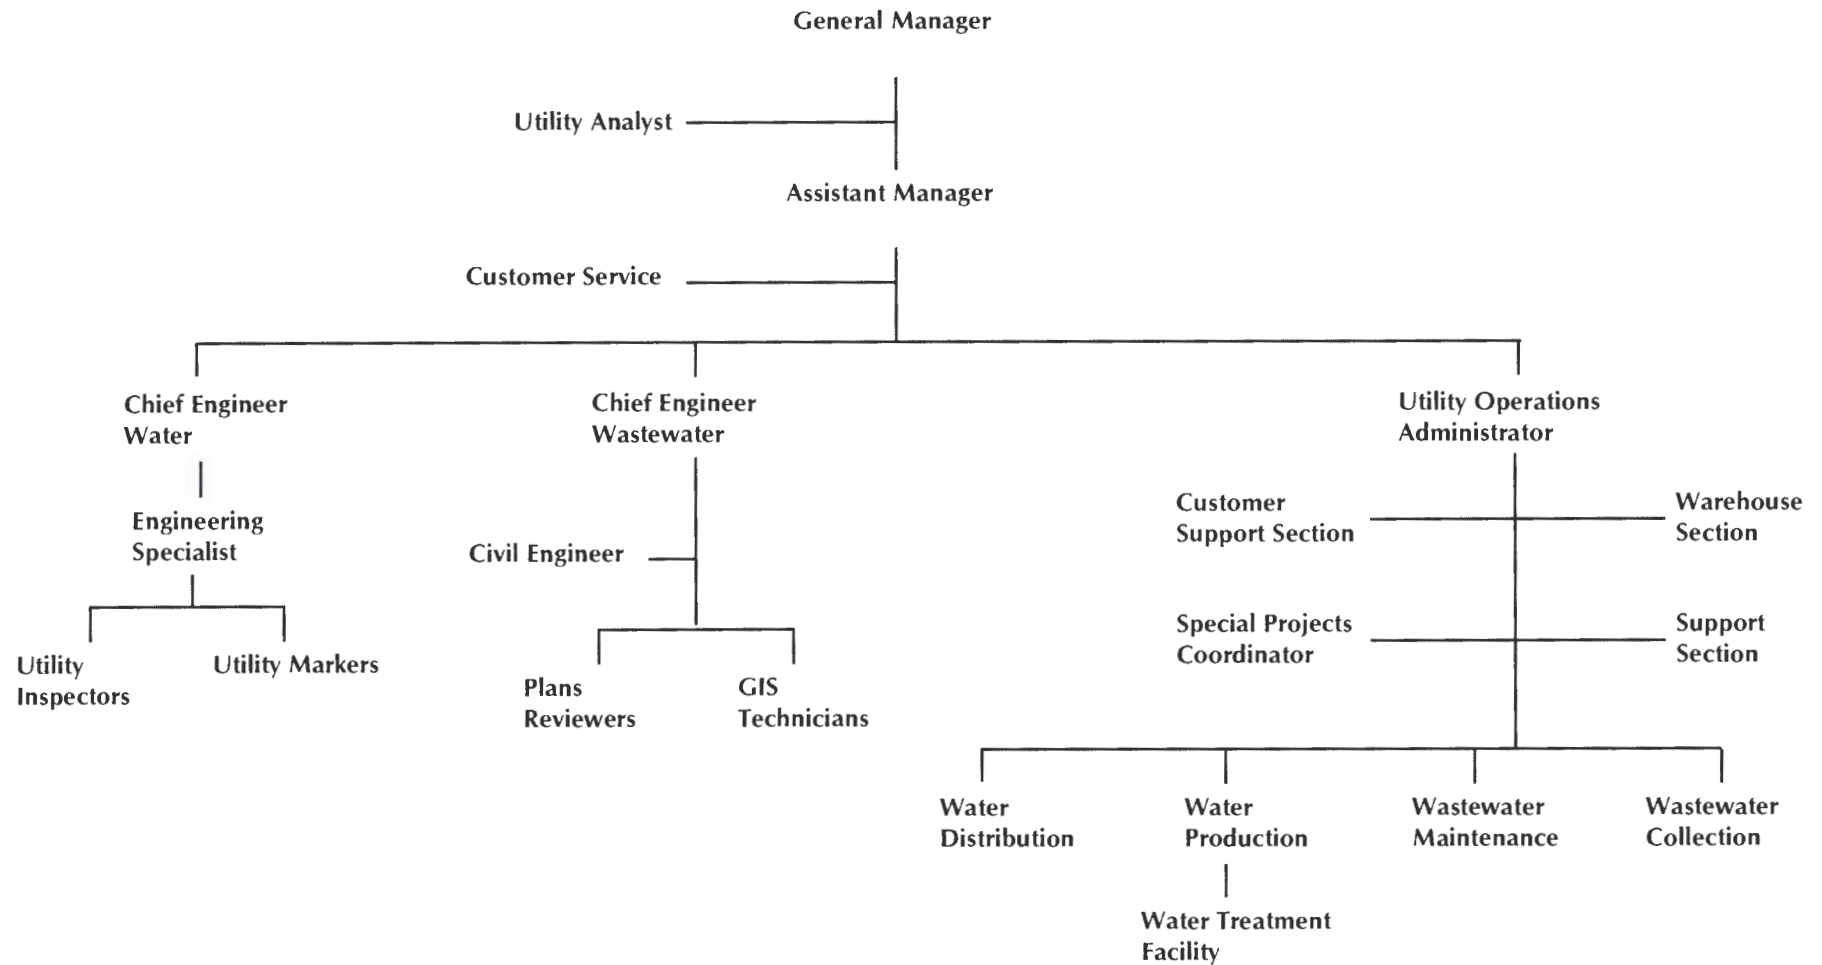 General Manager
Utility Analyst
Assistant Manager
Customer Service
Chief Engineer
Water
Chief Engineer
Wastewater
Utility Operations
Administrator
Engineering
Specialist
Civil Engineer
Customer
Support Section
Warehouse
Section
Special Projects
Coordinator
Support
Section
Utility
Inspectors
Utility Markers
Plans
Reviewers
GIS
Technicians
Water
Distribution
Water
Production
Wastewater
Maintenance
Wastewater
Collection
Water Treatment
Facility